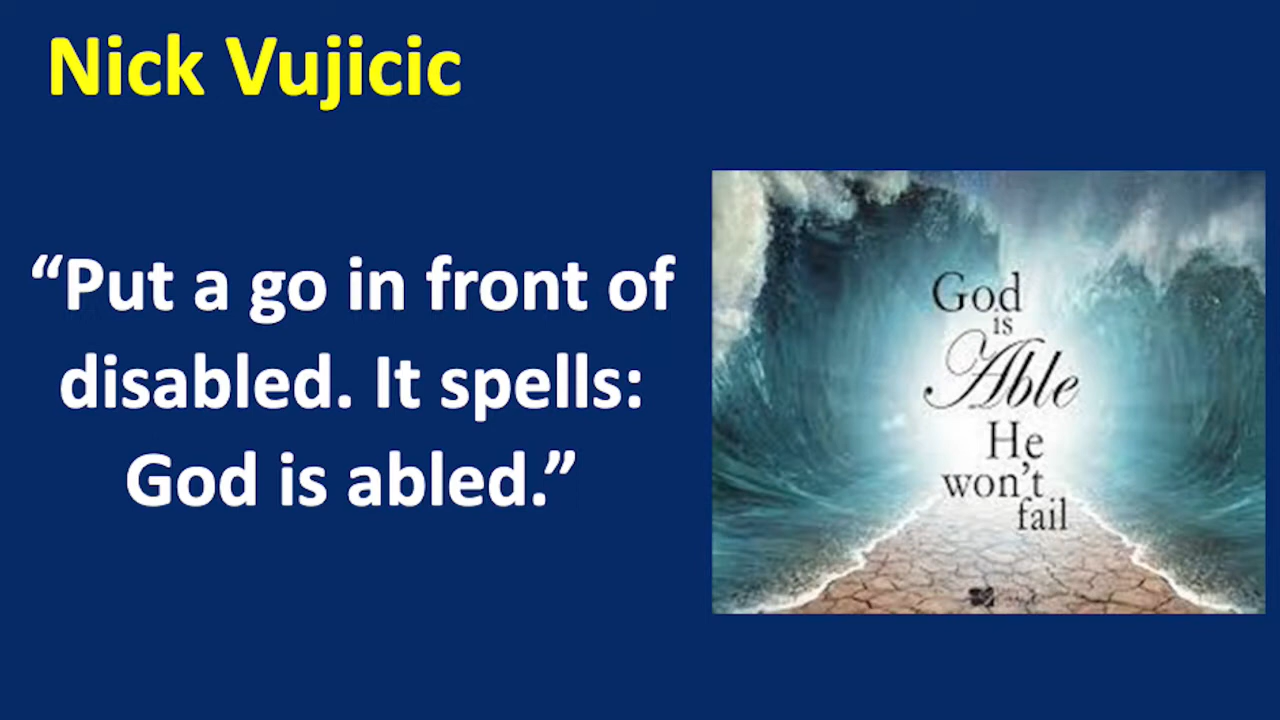 Nick Vujicic
“Put a go in front of
disabled. It spells:
God is abled.”
God
is
Able
He
won’t
fail